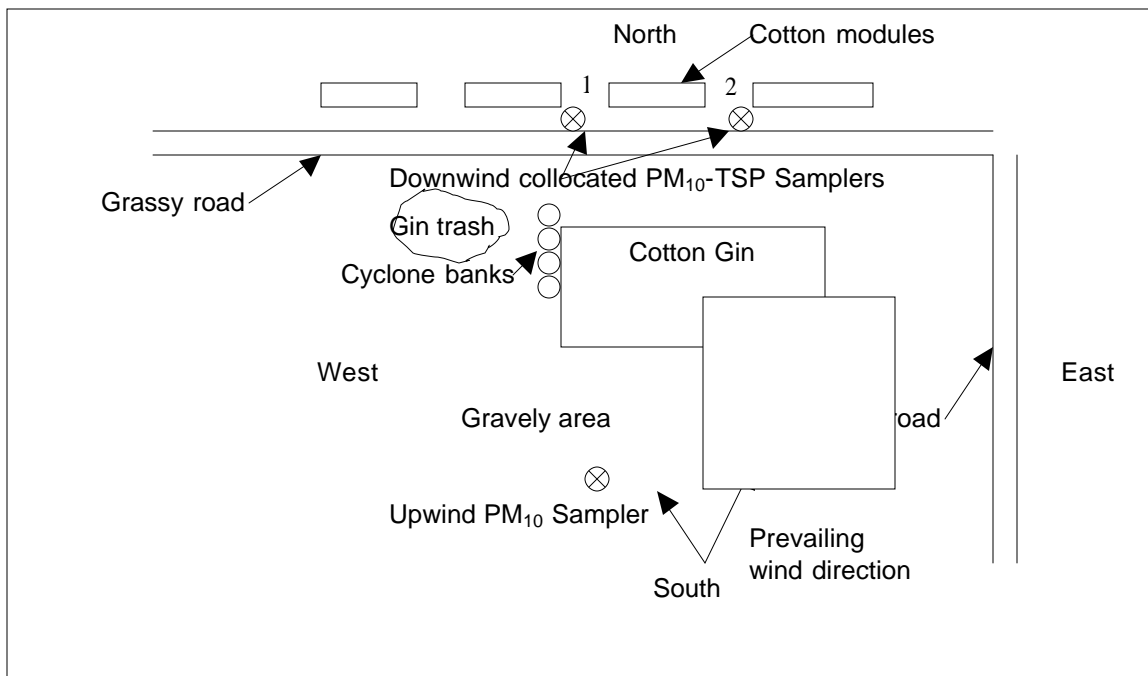 North
Cotton modules
1
2
Downwind collocated PM₁₀-TSP Samplers
Grassy road
Gin trash
Cotton Gin
Cyclone banks
West
East
Gravely area
road
Upwind PM₁₀ Sampler
Prevailing
wind direction
South